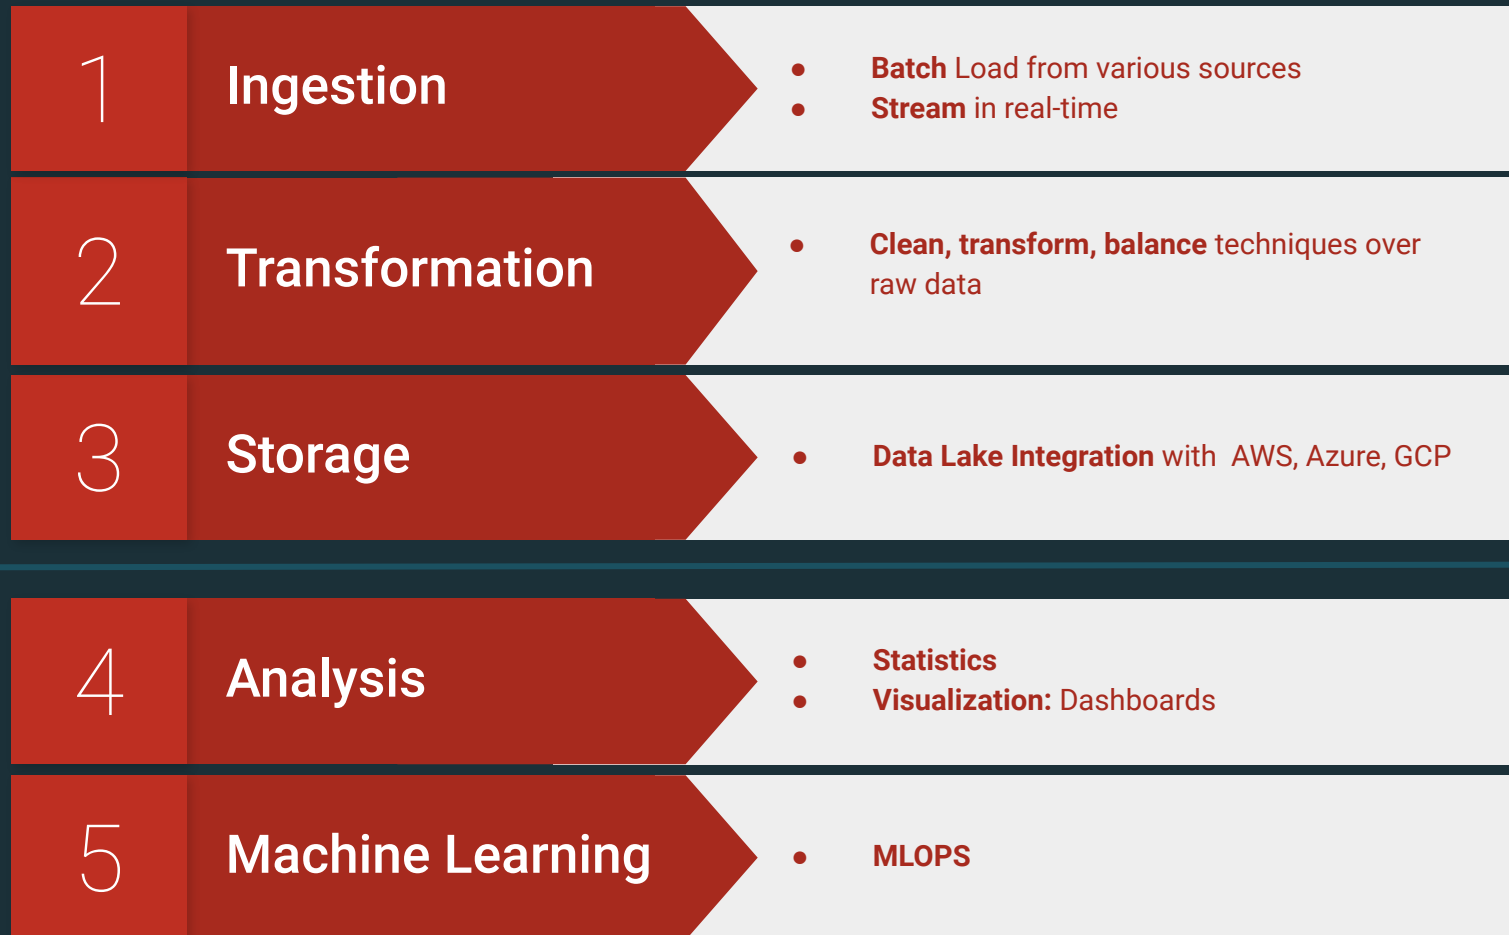 1
Ingestion
● Batch Load from various sources
● Stream in real-time
2
Transformation
● Clean, transform, balance techniques over
raw data
3
Storage
● Data Lake Integration with  AWS, Azure, GCP
4
Analysis
● Statistics
● Visualization: Dashboards
5
Machine Learning
● MLOPS